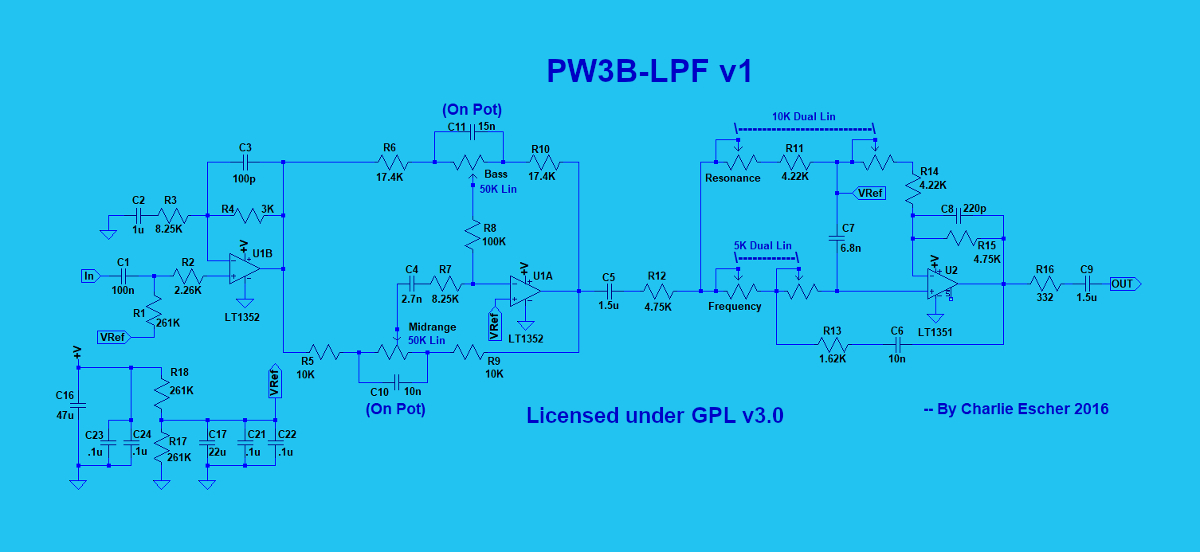 PW3B-LPF v1
(On Pot)
C11 15n
10K Dual Lin
C3
100p
R6
17.4K
Bass
50K Lin
R10
17.4K
Resonance
R11
4.22K
R14
4.22K
VRef
C2
1u
R3
8.25K
R4 3K
R8
100K
C7
6.8n
C8 220p
R15
4.75K
5K Dual Lin
+V
U1B
LT1352
In
C1
100n
R2
2.26K
R1
261K
VRef
C4
2.7n
R7
8.25K
+V
U1A
LT1352
VRef
C5
1.5u
R12
4.75K
Frequency
+V
U2
LT1351
R16
332
C9
1.5u
OUT
Midrange
50K Lin
R5
10K
R9
10K
C10 10n
(On Pot)
R13
1.62K
C6
10n
+V
C16
47u
R18
261K
VRef
C23
.1u
C24
.1u
R17
261K
C17
22u
C21
.1u
C22
.1u
Licensed under GPL v3.0
-- By Charlie Escher 2016